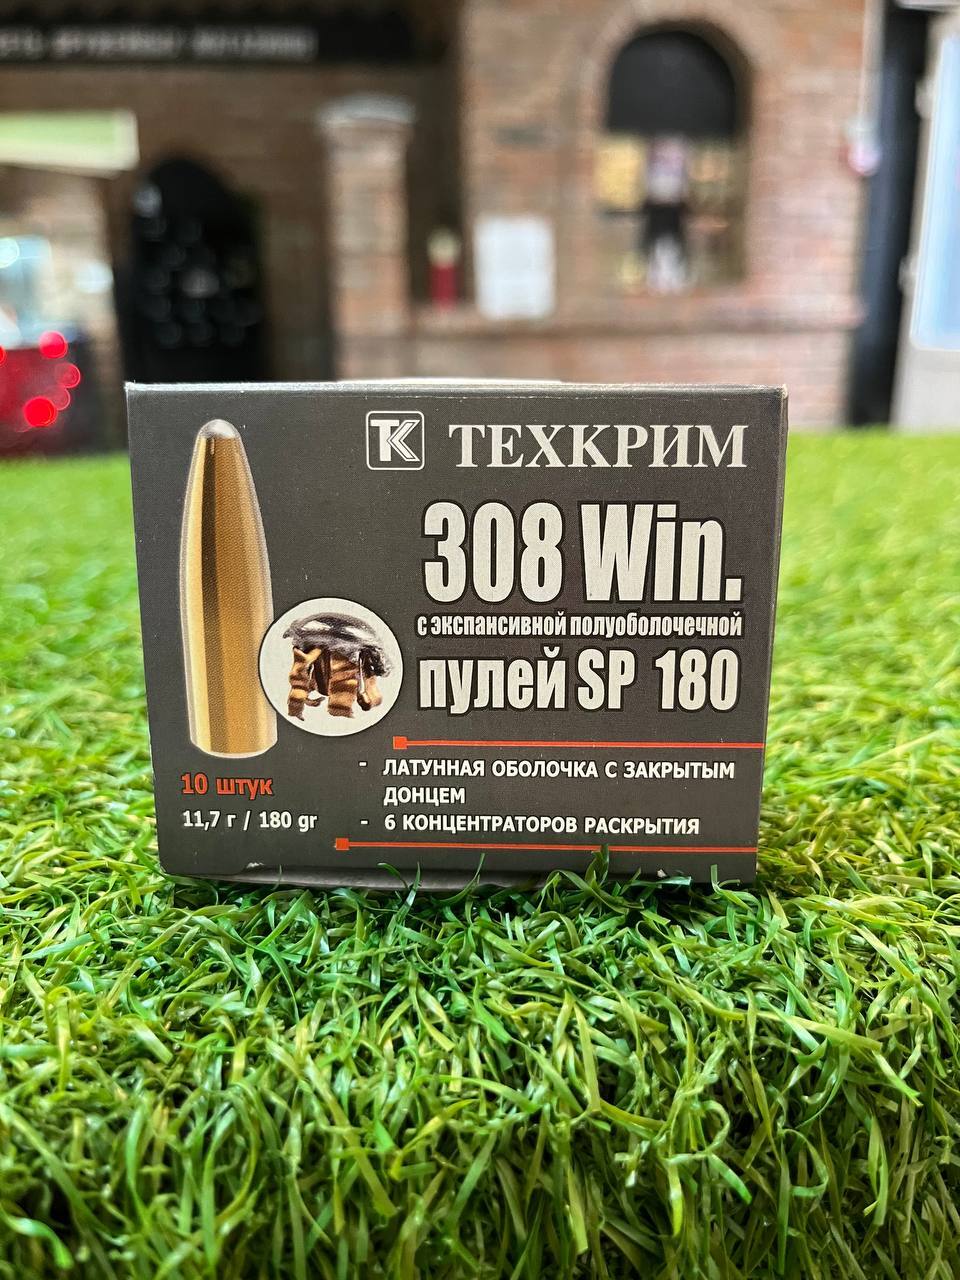 ТК ТЕХКРИМ
308 Win.
с экспансивной полуоболочечной
пулей SP 180
- ЛАТУННАЯ ОБОЛОЧКА С ЗАКРЫТЫМ
ДОНЦЕМ
- 6 КОНЦЕНТРАТОРОВ РАСКРЫТИЯ
10 штук
11,7 г / 180 gr